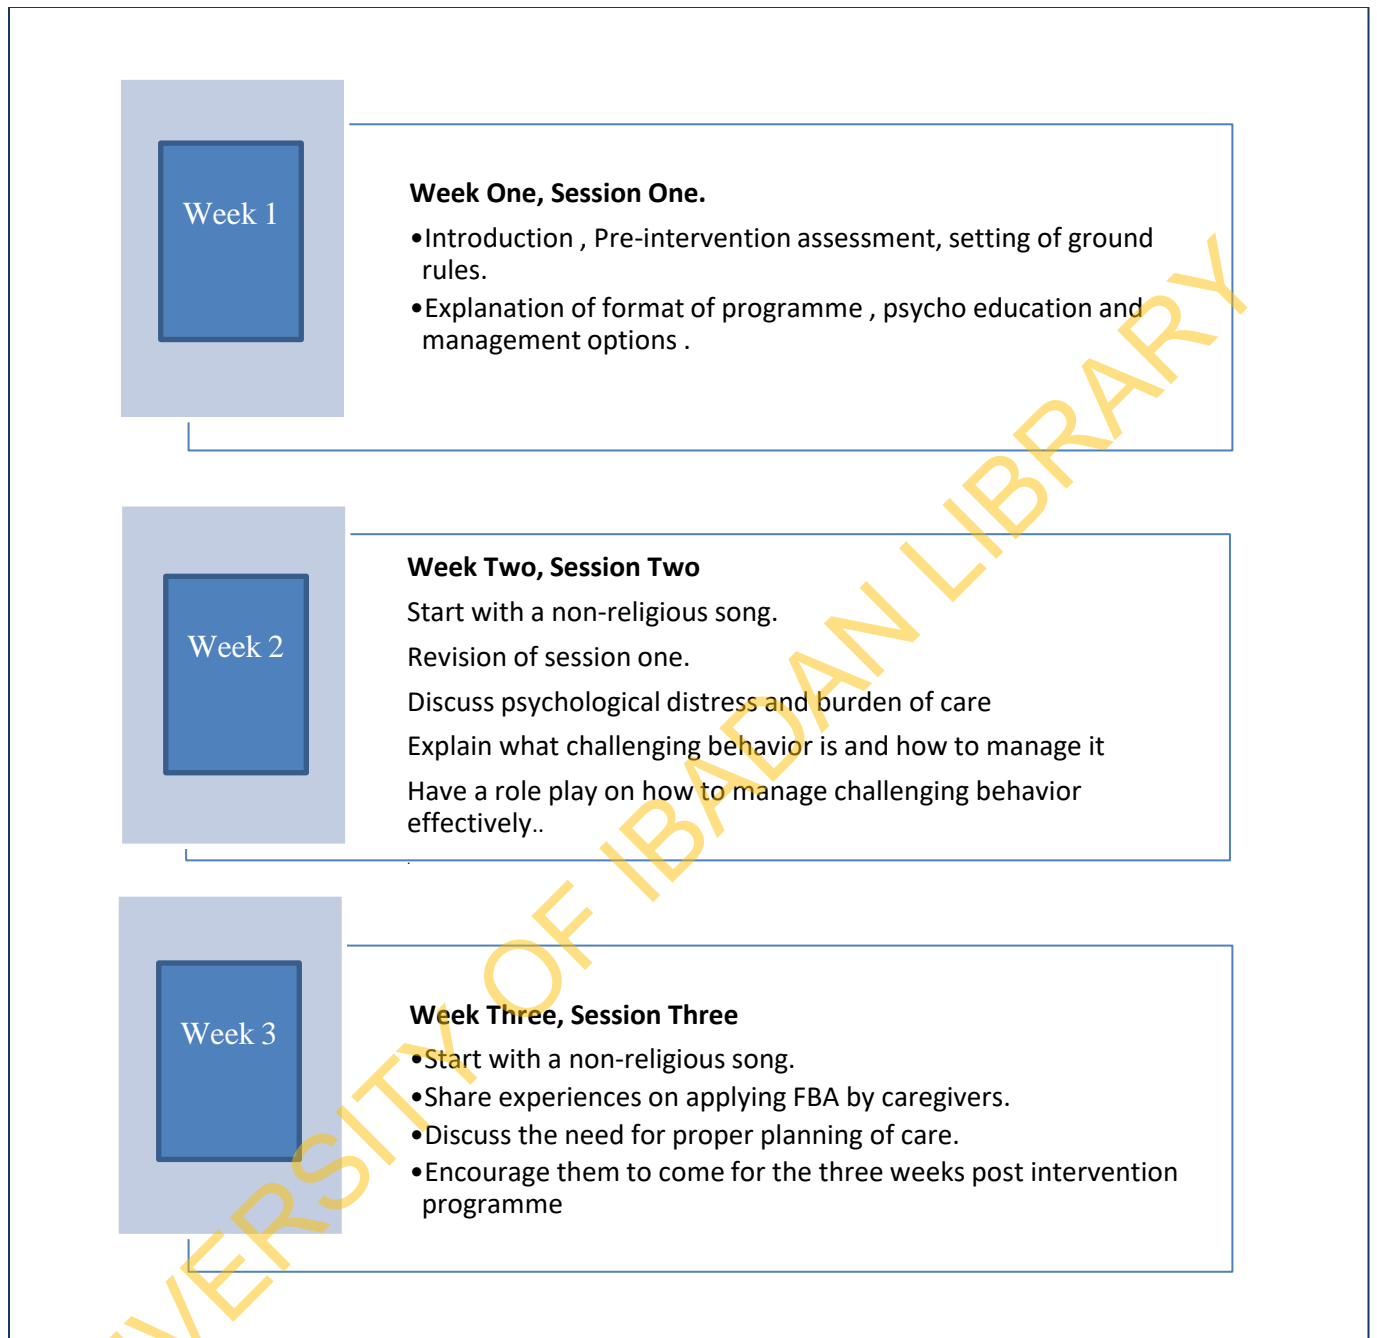 Week 1
Week One, Session One.
•Introduction , Pre-intervention assessment, setting of ground
rules.
•Explanation of format of programme , psycho education and
management options .
Week 2
Week Two, Session Two
Start with a non-religious song.
Revision of session one.
Discuss psychological distress and burden of care
Explain what challenging behavior is and how to manage it
Have a role play on how to manage challenging behavior
effectively..
.
Week 3
Week Three, Session Three
•Start with a non-religious song.
•Share experiences on applying FBA by caregivers.
•Discuss the need for proper planning of care.
•Encourage them to come for the three weeks post intervention
programme
IVERSITY OF IBADAN LIBRARY